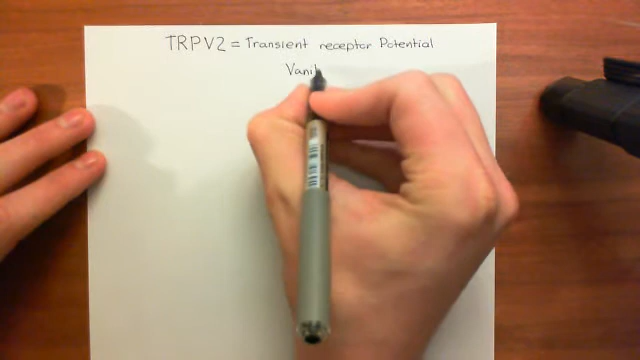 TRPV2 = Transient receptor Potential
Vanil